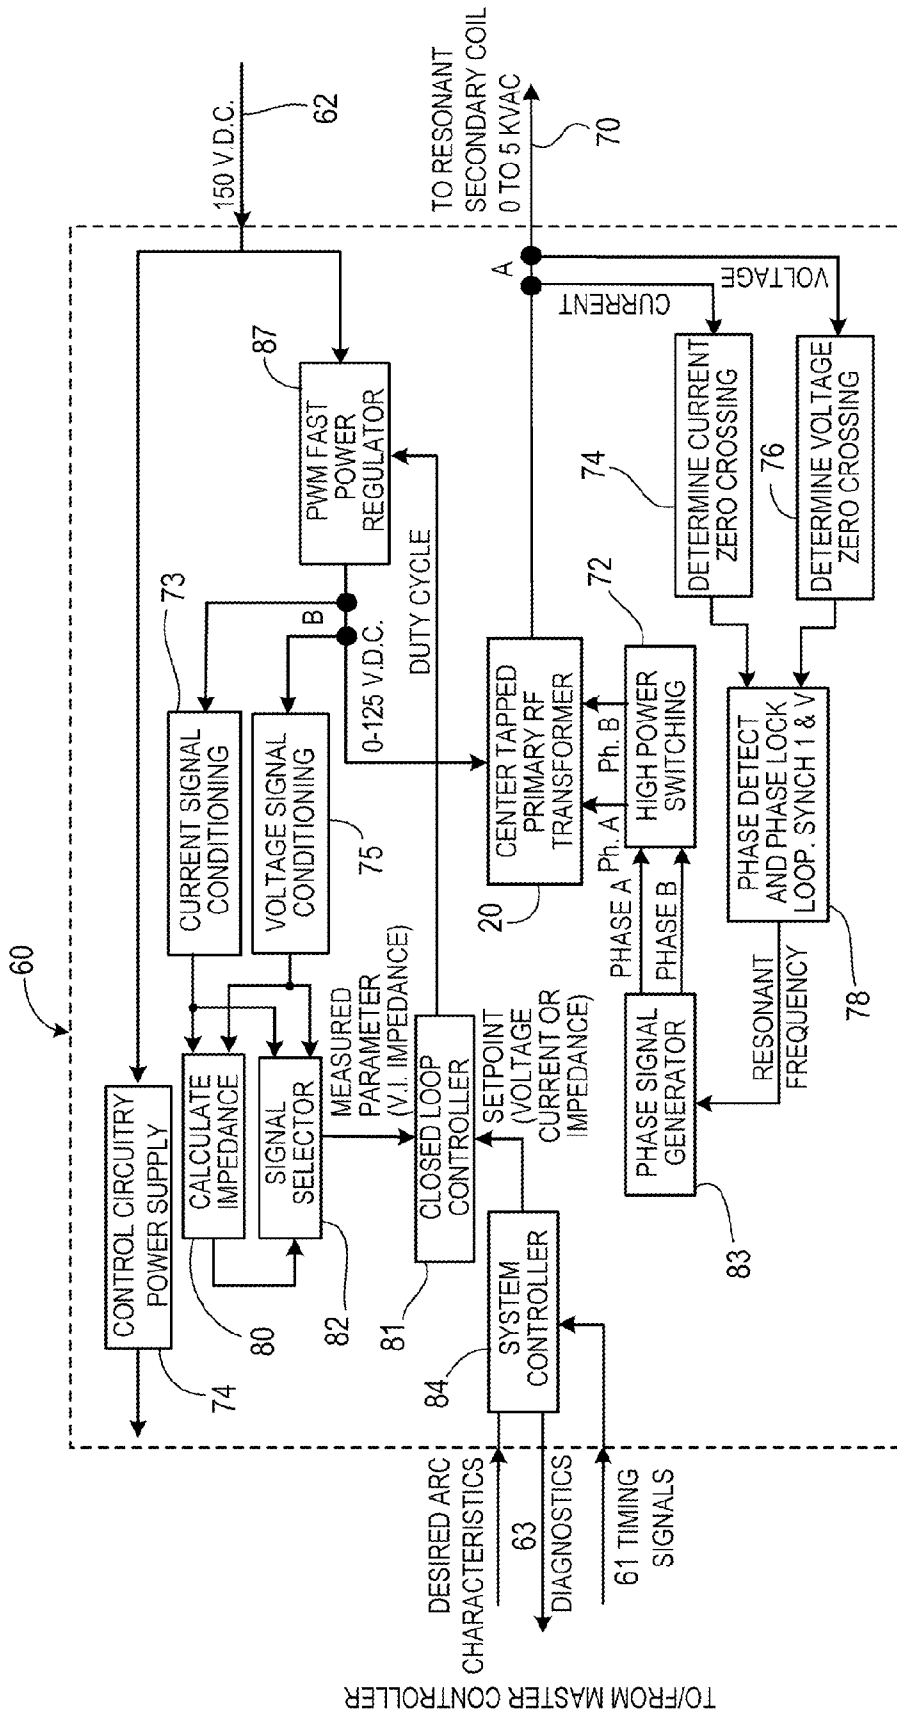 60
150 V.D.C.
62
CONTROL CIRCUITRY
POWER SUPPLY
74
CALCULATE
IMPEDANCE
80
SIGNAL
SELECTOR
82
CURRENT SIGNAL
CONDITIONING
73
VOLTAGE SIGNAL
CONDITIONING
75
PWM FAST
POWER
REGULATOR
87
B
0-125 V.D.C.
DUTY CYCLE
MEASURED
PARAMETER
(V.I. IMPEDANCE)
CLOSED LOOP
CONTROLLER
81
SETPOINT
(VOLTAGE
CURRENT OR
IMPEDANCE)
SYSTEM
CONTROLLER
84
DESIRED ARC
CHARACTERISTICS
63
DIAGNOSTICS
61 TIMING
SIGNALS
TO/FROM MASTER CONTROLLER
CENTER TAPPED
PRIMARY RF
TRANSFORMER
20
Ph. A
Ph. B
HIGH POWER
SWITCHING
72
PHASE A
PHASE B
PHASE SIGNAL
GENERATOR
83
RESONANT
FREQUENCY
PHASE DETECT
AND PHASE LOCK
LOOP. SYNCH 1 & V
78
DETERMINE CURRENT
ZERO CROSSING
74
DETERMINE VOLTAGE
ZERO CROSSING
76
CURRENT
VOLTAGE
A
TO RESONANT
SECONDARY COIL
0 TO 5 KVAC
70